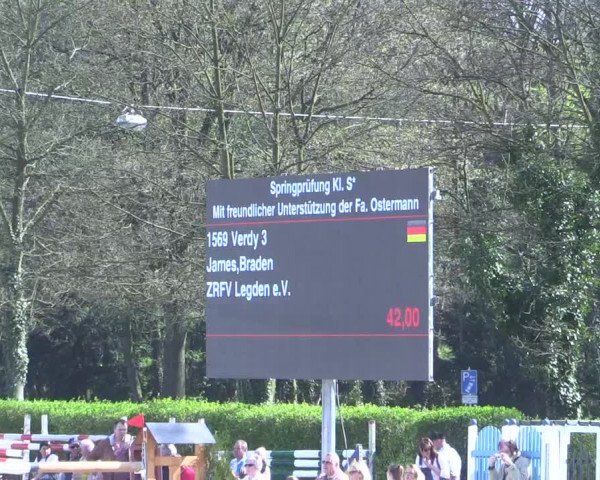 Springprüfung Kl. S*
Mit freundlicher Unterstützung der Fa. Ostermann
1569 Verdy 3
James,Braden
ZRFV Legden e.V.
42,00
P